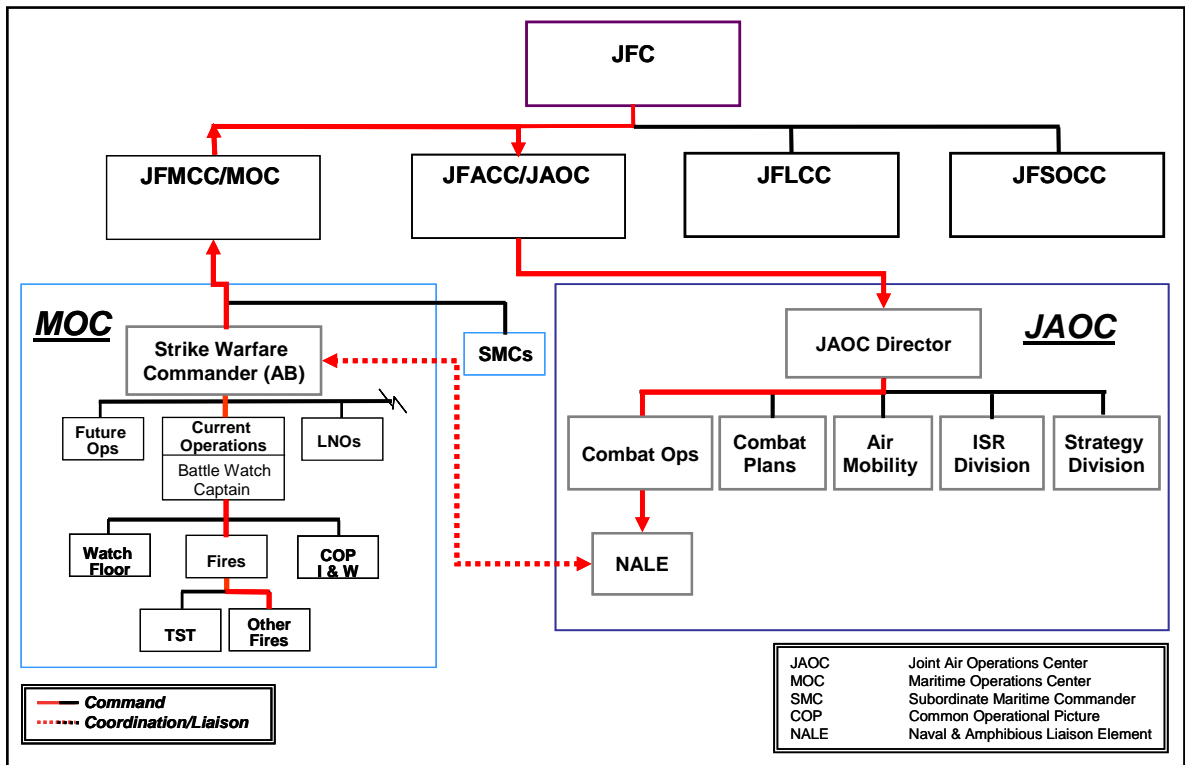 JFC
JFMCC/MOC
JFACC/JAOC
JFLCC
JFSOCC
MOC
Strike Warfare
Commander (AB)
SMCs
Future
Ops
Current
Operations
Battle Watch
Captain
LNOs
Watch
Floor
Fires
COP
I & W
TST
Other
Fires
JAOC
JAOC Director
Combat Ops
Combat
Plans
Air
Mobility
ISR
Division
Strategy
Division
NALE
Command
Coordination/Liaison
JAOC Joint Air Operations Center
MOC Maritime Operations Center
SMC Subordinate Maritime Commander
COP Common Operational Picture
NALE Naval & Amphibious Liaison Element